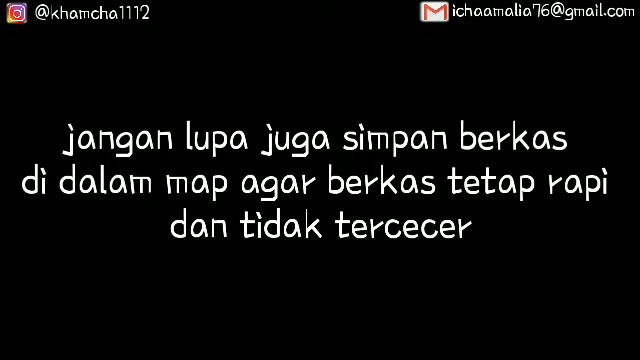 @khamcha1112
ichaamalia76@gmail.com
jangan lupa juga simpan berkas
di dalam map agar berkas tetap rapi
dan tidak tercecer